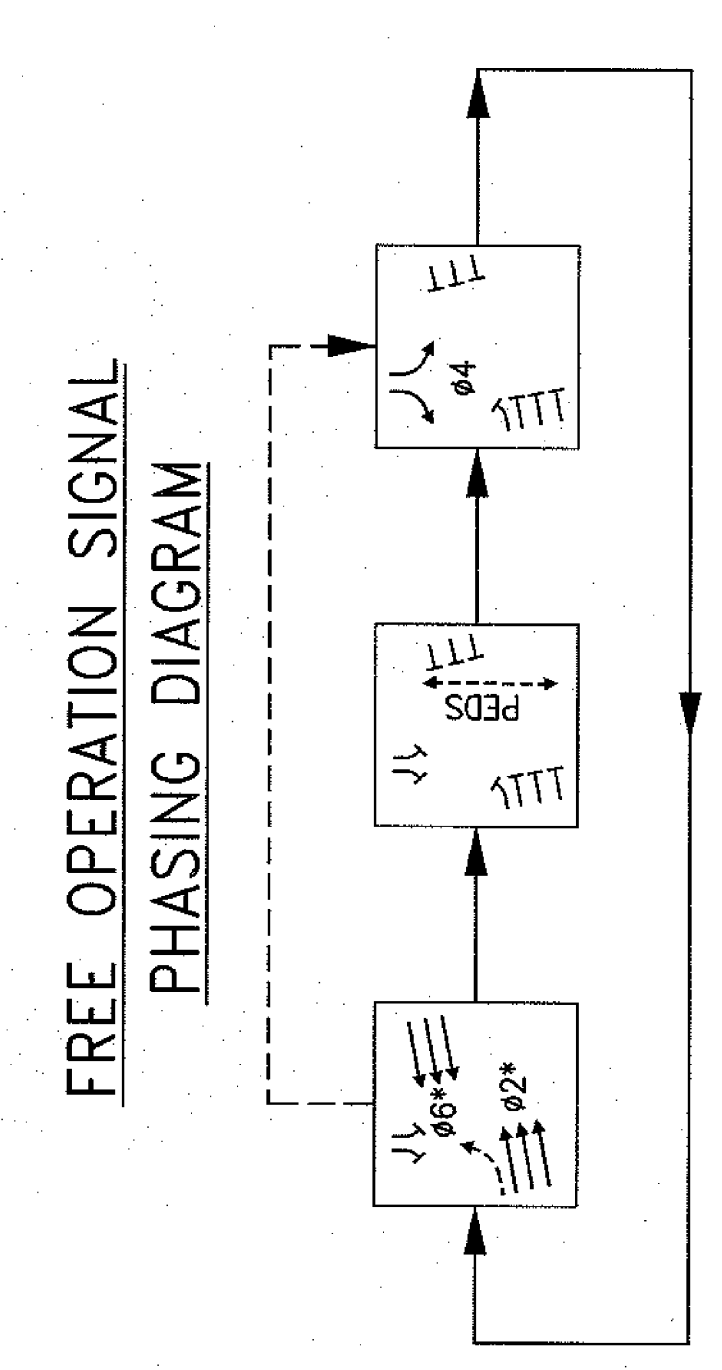 FREE OPERATION SIGNAL
PHASING DIAGRAM
ø6*
ø2*
PEDS
ø4